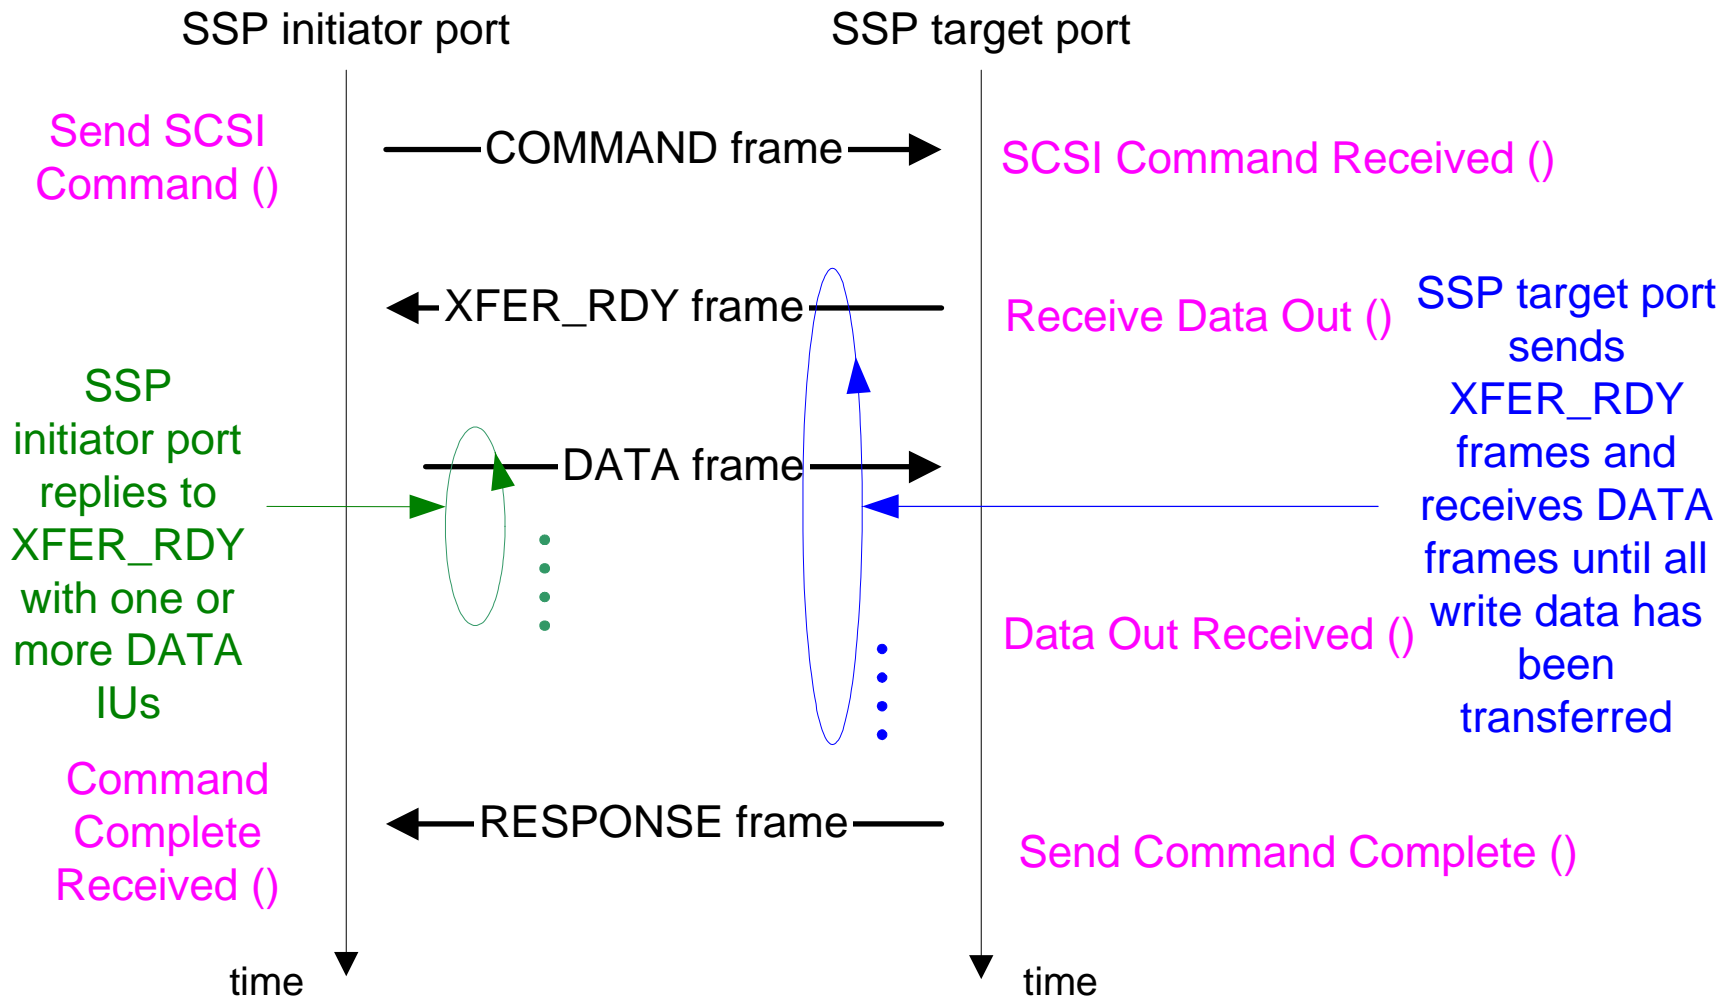 SSP initiator port
SSP target port
Send SCSI
Command ()
COMMAND frame
SCSI Command Received ()
XFER_RDY frame
Receive Data Out ()
SSP target port
sends
XFER_RDY
frames and
receives DATA
frames until all
write data has
been
transferred
SSP
initiator port
replies to
XFER_RDY
with one or
more DATA
IUs
DATA frame
Data Out Received ()
Command
Complete
Received ()
RESPONSE frame
Send Command Complete ()
time
time